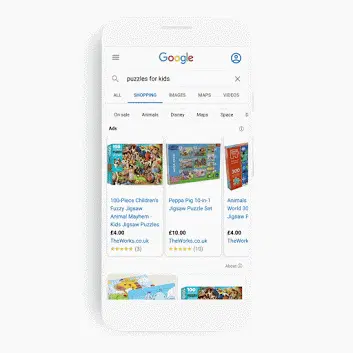 Google
puzzles for kids
ALL SHOPPING IMAGES MAPS VIDEOS
On sale Animals Disney Maps Space
Ads
100-Piece Children's
Fuzzy Jigsaw
Animal Mayhem -
Kids Jigsaw Puzzles
£4.00
TheWorks.co.uk
(3)
Peppa Pig 10-in-1
Jigsaw Puzzle Set
£10.00
TheWorks.co.uk
(15)
Animals
World 30
Jigsaw F
£4.00
TheWork